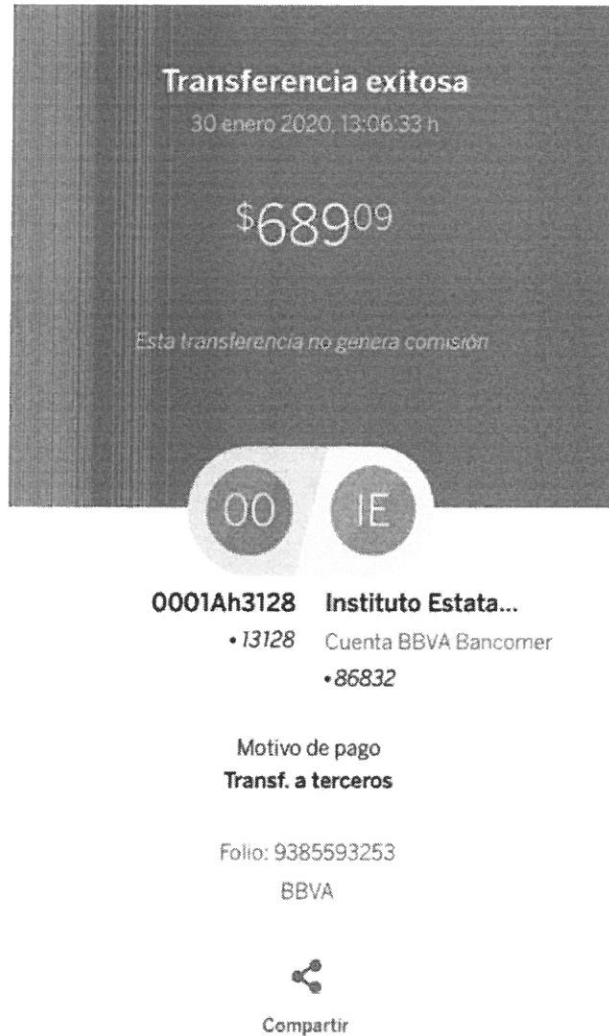 Transferencia exitosa
30 enero 2020, 13:06:33 h
$68909
Esta transferencia no genera comisión
00 IE
0001Ah3128 Instituto Estata...
•13128 Cuenta BBVA Bancomer
•86832
Motivo de pago
Transf. a terceros
Folio: 9385593253
BBVA
Compartir